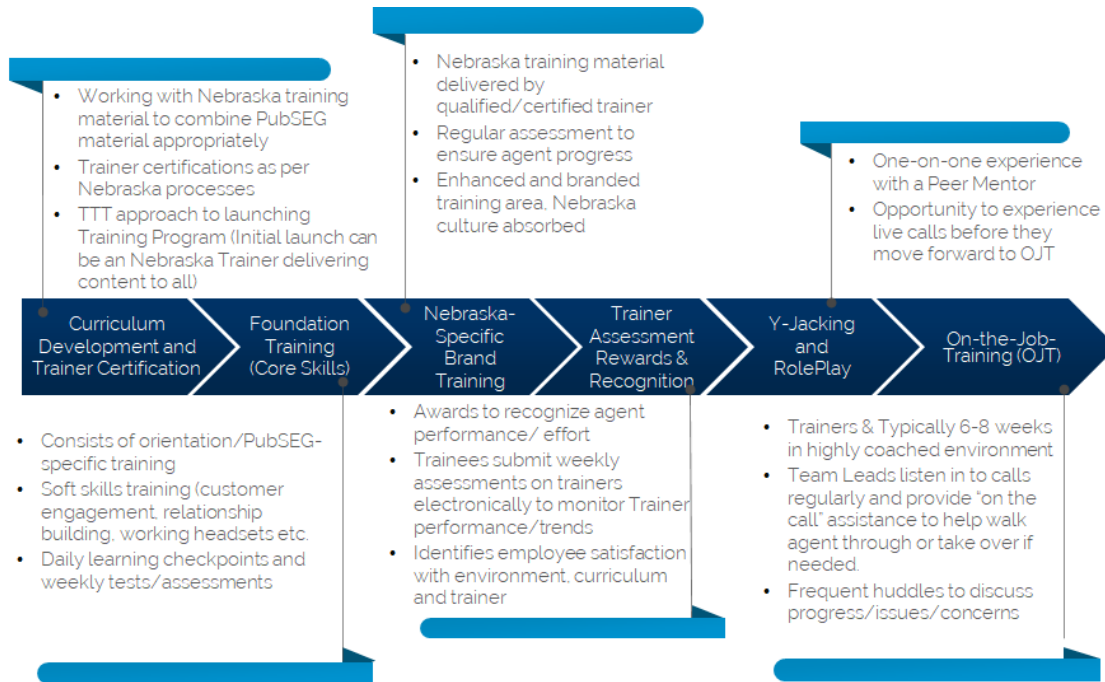 • Working with Nebraska training
material to combine PubSEG
material appropriately
• Trainer certifications as per
Nebraska processes
• TTT approach to launching
Training Program (Initial launch can
be an Nebraska Trainer delivering
content to all)
• Nebraska training material
delivered by
qualified/certified trainer
• Regular assessment to
ensure agent progress
• Enhanced and branded
training area, Nebraska
culture absorbed
• One-on-one experience
with a Peer Mentor
• Opportunity to experience
live calls before they
move forward to OJT
Curriculum
Development and
Trainer Certification
Foundation
Training
(Core Skills)
Nebraska-
Specific
Brand
Training
Trainer
Assessment
Rewards &
Recognition
Y-Jacking
and
RolePlay
On-the-Job-
Training (OJT)
• Consists of orientation/PubSEG-
specific training
• Soft skills training (customer
engagement, relationship
building, working headsets etc.
• Daily learning checkpoints and
weekly tests/assessments
• Awards to recognize agent
performance/ effort
• Trainees submit weekly
assessments on trainers
electronically to monitor Trainer
performance/trends
• Identifies employee satisfaction
with environment, curriculum
and trainer
• Trainers & Typically 6-8 weeks
in highly coached environment
• Team Leads listen in to calls
regularly and provide “on the
call” assistance to help walk
agent through or take over if
needed.
• Frequent huddles to discuss
progress/issues/concerns